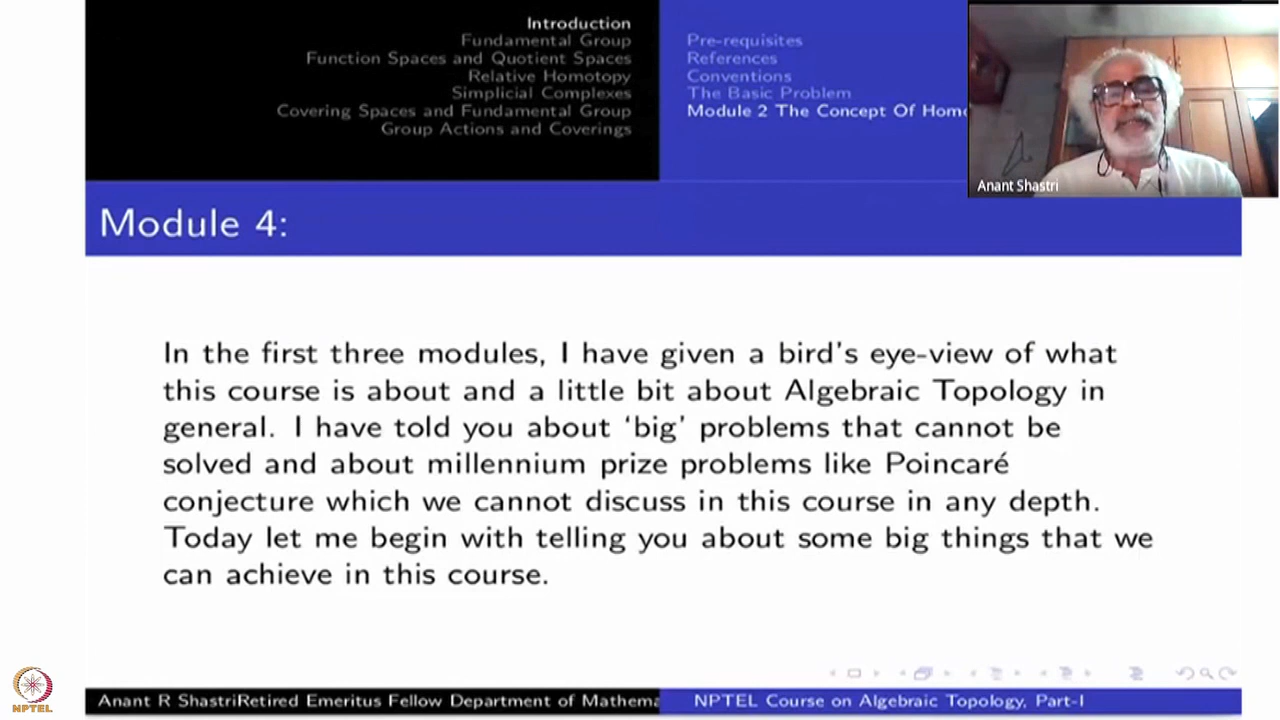 Introduction
Fundamental Group
Function Spaces and Quotient Spaces
Relative Homotopy
Simplicial Complexes
Covering Spaces and Fundamental Group
Group Actions and Coverings
Pre-requisites
References
Conventions
The Basic Problem
Module 2 The Concept Of Homo
Anant Shastri
Module 4:
In the first three modules, I have given a bird's eye-view of what
this course is about and a little bit about Algebraic Topology in
general. I have told you about ‘big’ problems that cannot be
solved and about millennium prize problems like Poincaré
conjecture which we cannot discuss in this course in any depth.
Today let me begin with telling you about some big things that we
can achieve in this course.
NPTEL
Anant R ShastriRetired Emeritus Fellow Department of Mathema
NPTEL Course on Algebraic Topology, Part-I